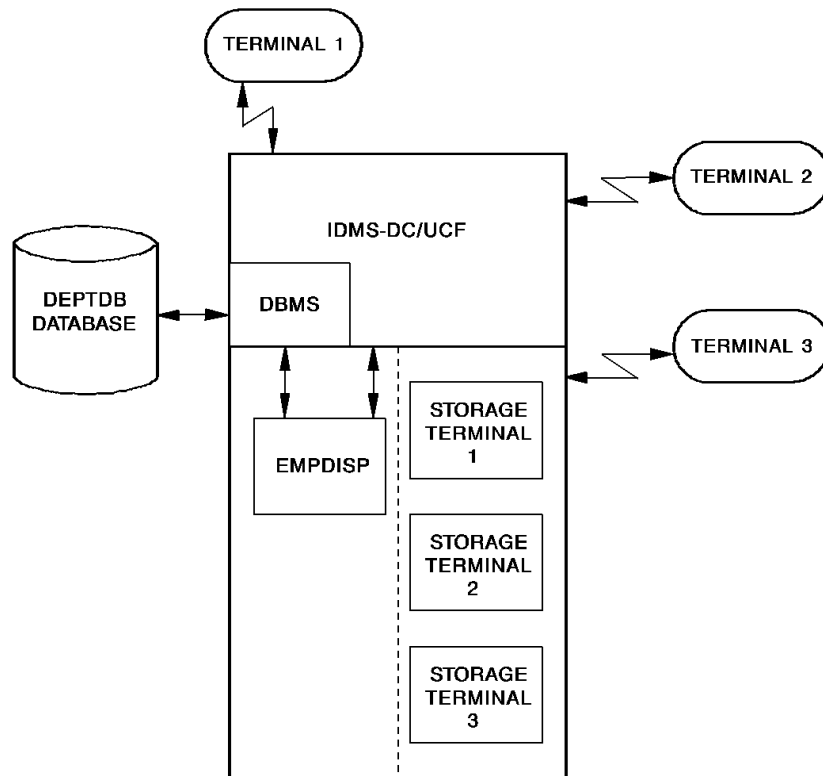 TERMINAL 1
TERMINAL 2
IDMS-DC/UCF
DEPTDB
DATABASE
DBMS
TERMINAL 3
EMPDISP
STORAGE
TERMINAL
1
STORAGE
TERMINAL
2
STORAGE
TERMINAL
3